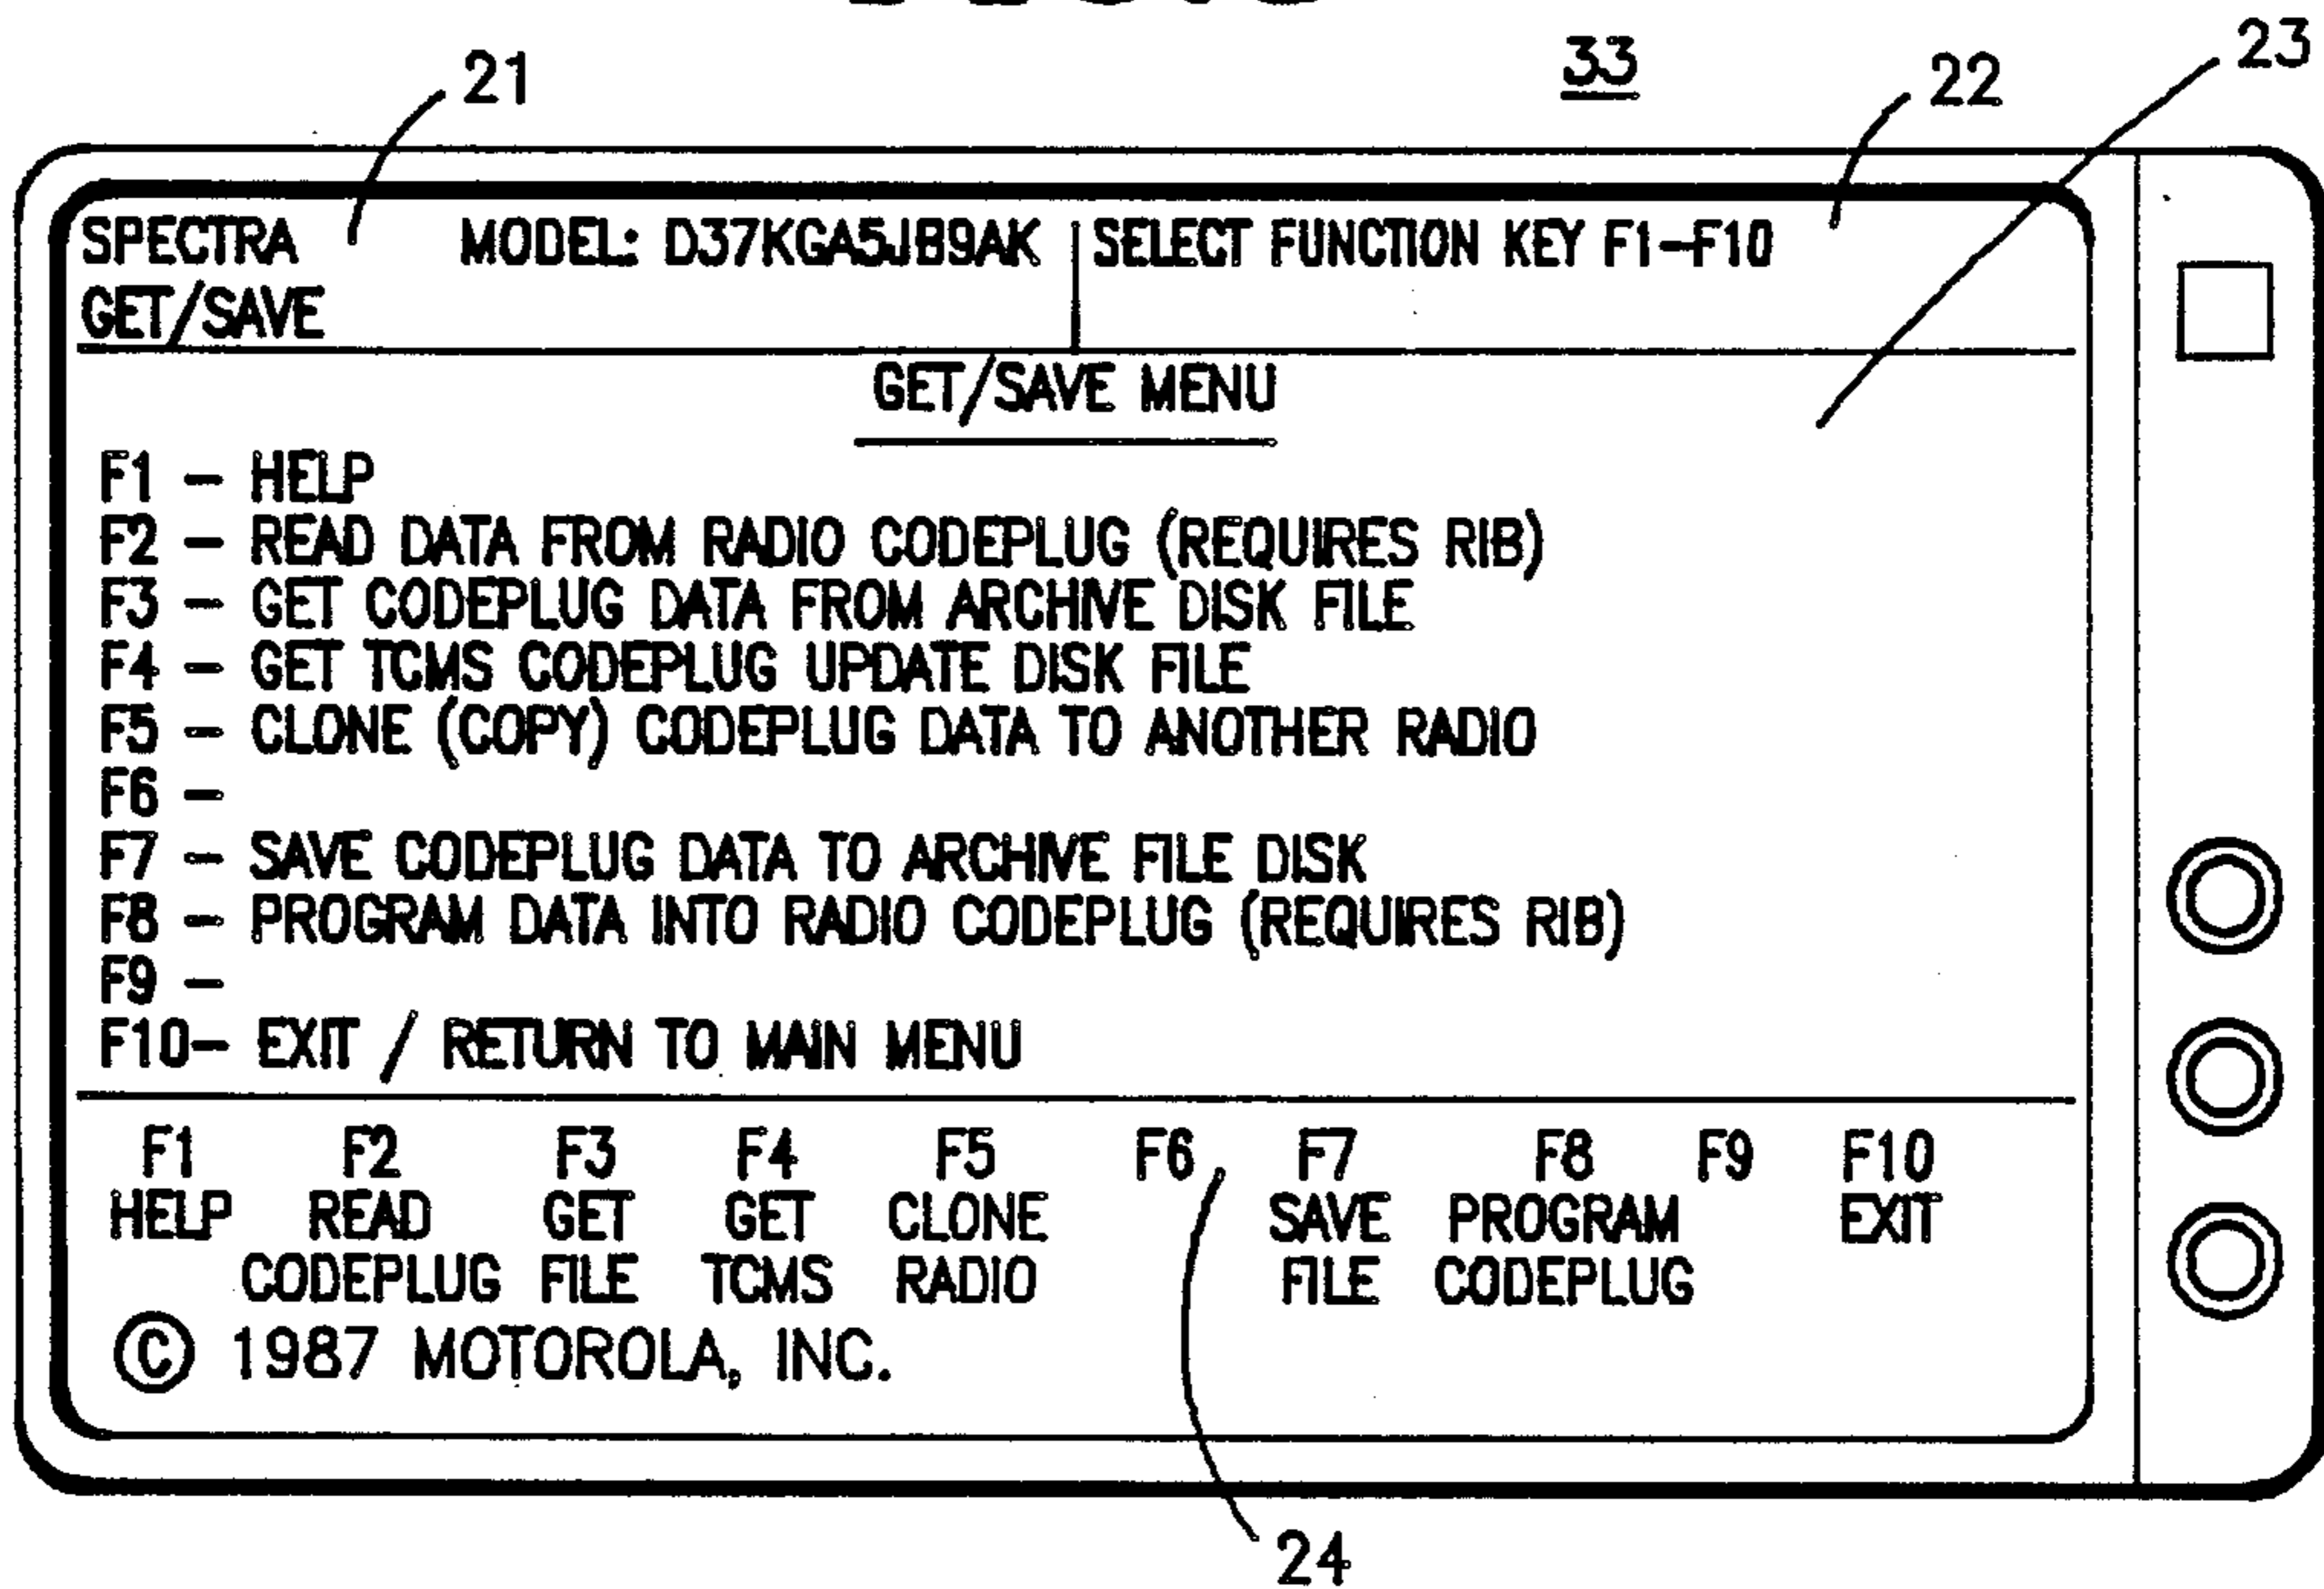 21 33 22 23
SPECTRA MODEL: D37KGA5JB9AK SELECT FUNCTION KEY F1-F10
GET/SAVE
GET/SAVE MENU
F1 - HELP
F2 - READ DATA FROM RADIO CODEPLUG (REQUIRES RIB)
F3 - GET CODEPLUG DATA FROM ARCHIVE DISK FILE
F4 - GET TCMS CODEPLUG UPDATE DISK FILE
F5 - CLONE (COPY) CODEPLUG DATA TO ANOTHER RADIO
F6 -
F7 - SAVE CODEPLUG DATA TO ARCHIVE FILE DISK
F8 - PROGRAM DATA INTO RADIO CODEPLUG (REQUIRES RIB)
F9 -
F10- EXIT / RETURN TO MAIN MENU
F1 F2 F3 F4 F5 F6 F7 F8 F9 F10
HELP READ GET GET CLONE SAVE PROGRAM EXIT
CODEPLUG FILE TCMS RADIO FILE CODEPLUG
© 1987 MOTOROLA, INC.
24